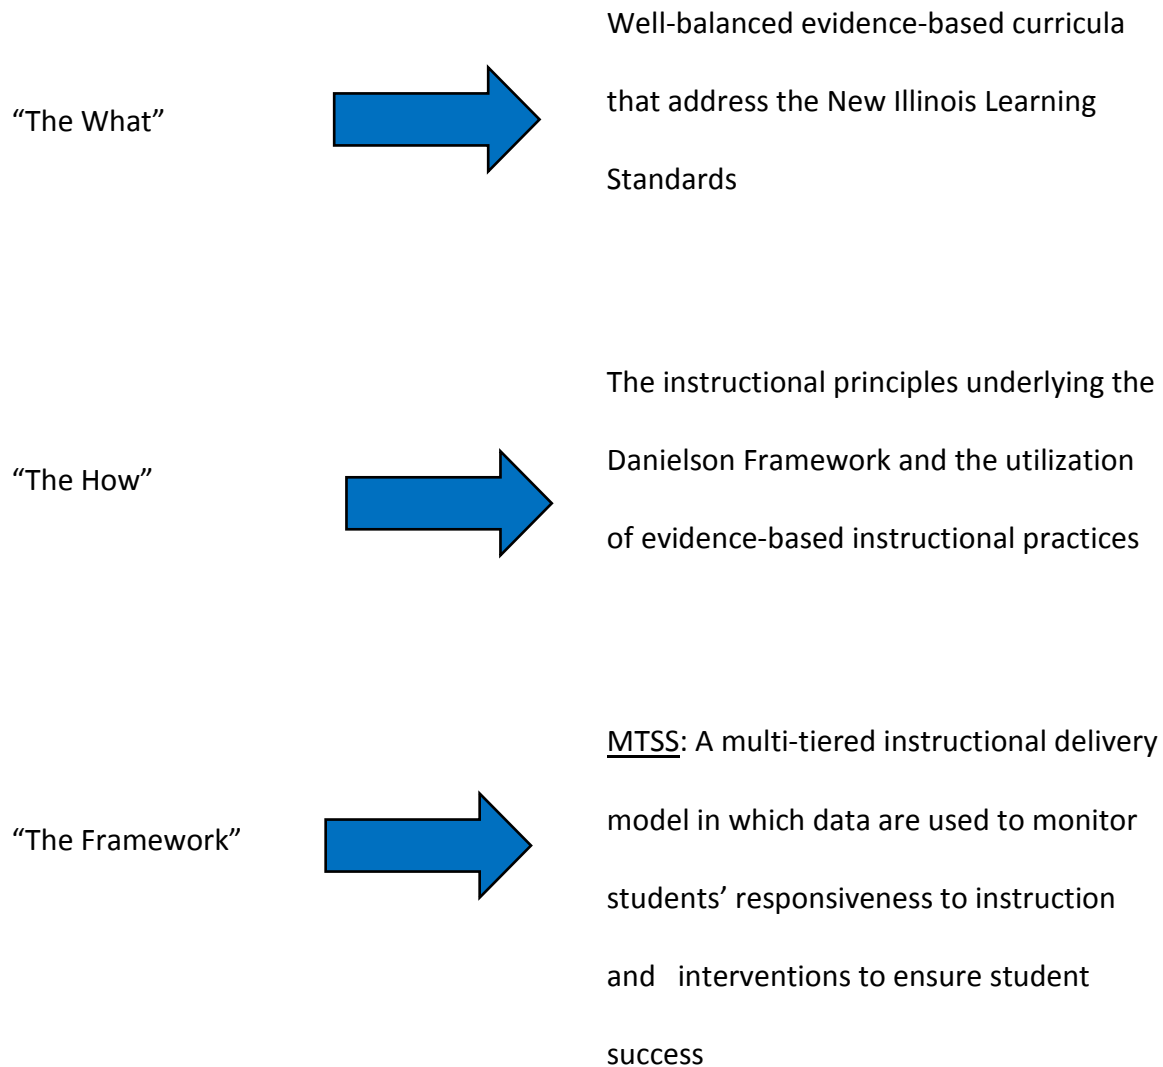 Well-balanced evidence-based curricula
“The What”
that address the New Illinois Learning
Standards
The instructional principles underlying the
“The How”
Danielson Framework and the utilization
of evidence-based instructional practices
MTSS: A multi-tiered instructional delivery
“The Framework”
model in which data are used to monitor
students’ responsiveness to instruction
and   interventions to ensure student
success